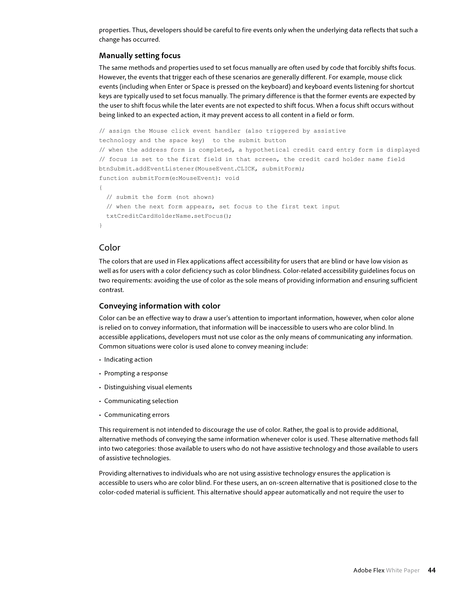 properties. Thus, developers should be careful to fire events only when the underlying data reflects that such a
change has occurred.
Manually setting focus
The same methods and properties used to set focus manually are often used by code that forcibly shifts focus.
However, the events that trigger each of these scenarios are generally different. For example, mouse click
events (including when Enter or Space is pressed on the keyboard) and keyboard events listening for shortcut
keys are typically used to set focus manually. The primary difference is that the former events are expected by
the user to shift focus while the later events are not expected to shift focus. When a focus shift occurs without
being linked to an expected action, it may prevent access to all content in a field or form.
// assign the Mouse click event handler (also triggered by assistive
technology and the space key)  to the submit button
// when the address form is completed, a hypothetical credit card entry form is displayed
// focus is set to the first field in that screen, the credit card holder name field
btnSubmit.addEventListener(MouseEvent.CLICK, submitForm);
function submitForm(e:MouseEvent): void
{
// submit the form (not shown)
// when the next form appears, set focus to the first text input
txtCreditCardHolderName.setFocus();
}
Color
The colors that are used in Flex applications affect accessibility for users that are blind or have low vision as
well as for users with a color deficiency such as color blindness. Color-related accessibility guidelines focus on
two requirements: avoiding the use of color as the sole means of providing information and ensuring sufficient
contrast.
Conveying information with color
Color can be an effective way to draw a user's attention to important information, however, when color alone
is relied on to convey information, that information will be inaccessible to users who are color blind. In
accessible applications, developers must not use color as the only means of communicating any information.
Common situations were color is used alone to convey meaning include:
• Indicating action
• Prompting a response
• Distinguishing visual elements
• Communicating selection
• Communicating errors
This requirement is not intended to discourage the use of color. Rather, the goal is to provide additional,
alternative methods of conveying the same information whenever color is used. These alternative methods fall
into two categories: those available to users who do not have assistive technology and those available to users
of assistive technologies.
Providing alternatives to individuals who are not using assistive technology ensures the application is
accessible to users who are color blind. For these users, an on-screen alternative that is positioned close to the
color-coded material is sufficient. This alternative should appear automatically and not require the user to
Adobe Flex White Paper 44